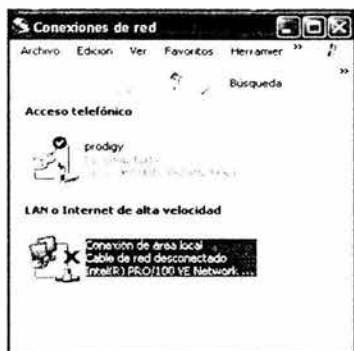 Conexiones de red
Archivo Edición Ver Favoritos Herramier »
Búsqueda »
Acceso telefónico
prodigy
LAN o Internet de alta velocidad
Conexión de área local
Cable de red desconectado
Intel(R) PRO/100 VE Network ...